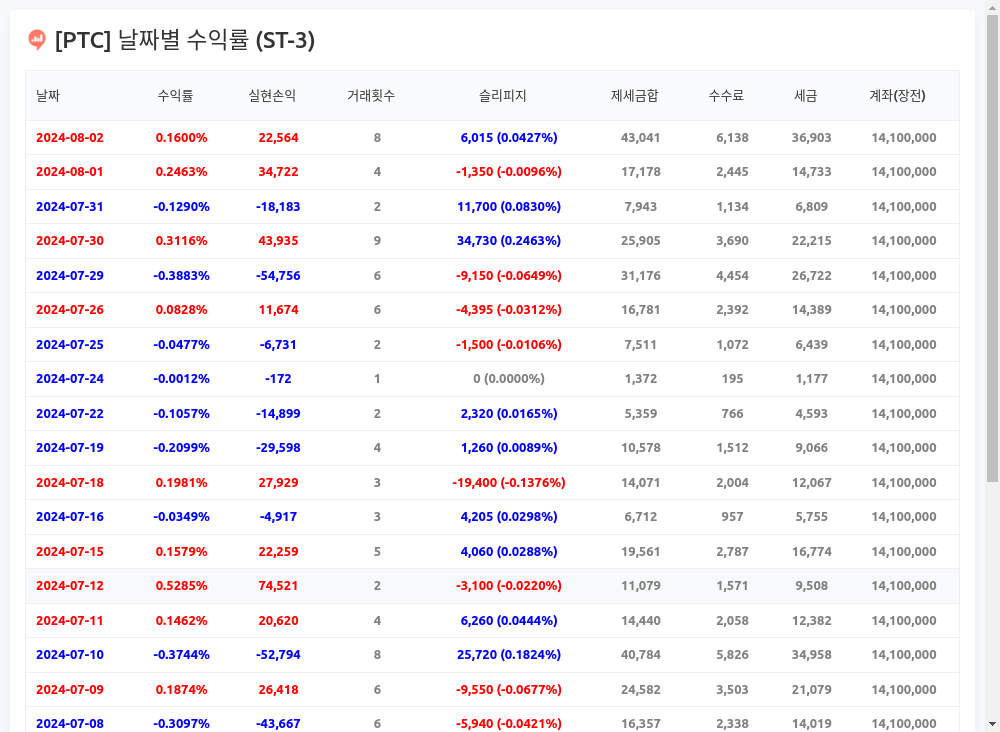 [PTC] 날짜별 수익률 (ST-3)
날짜 수익률 실현손익 거래횟수 슬리피지 제세금합 수수료 세금 계좌(장전)
2024-08-02 0.1600% 22,564 8 6,015 (0.0427%) 43,041 6,138 36,903 14,100,000
2024-08-01 0.2463% 34,722 4 -1,350 (-0.0096%) 17,178 2,445 14,733 14,100,000
2024-07-31 -0.1290% -18,183 2 11,700 (0.0830%) 7,943 1,134 6,809 14,100,000
2024-07-30 0.3116% 43,935 9 34,730 (0.2463%) 25,905 3,690 22,215 14,100,000
2024-07-29 -0.3883% -54,756 6 -9,150 (-0.0649%) 31,176 4,454 26,722 14,100,000
2024-07-26 0.0828% 11,674 6 -4,395 (-0.0312%) 16,781 2,392 14,389 14,100,000
2024-07-25 -0.0477% -6,731 2 -1,500 (-0.0106%) 7,511 1,072 6,439 14,100,000
2024-07-24 -0.0012% -172 1 0 (0.0000%) 1,372 195 1,177 14,100,000
2024-07-22 -0.1057% -14,899 2 2,320 (0.0165%) 5,359 766 4,593 14,100,000
2024-07-19 -0.2099% -29,598 4 1,260 (0.0089%) 10,578 1,512 9,066 14,100,000
2024-07-18 0.1981% 27,929 3 -19,400 (-0.1376%) 14,071 2,004 12,067 14,100,000
2024-07-16 -0.0349% -4,917 3 4,205 (0.0298%) 6,712 957 5,755 14,100,000
2024-07-15 0.1579% 22,259 5 4,060 (0.0288%) 19,561 2,787 16,774 14,100,000
2024-07-12 0.5285% 74,521 2 -3,100 (-0.0220%) 11,079 1,571 9,508 14,100,000
2024-07-11 0.1462% 20,620 4 6,260 (0.0444%) 14,440 2,058 12,382 14,100,000
2024-07-10 -0.3744% -52,794 8 25,720 (0.1824%) 40,784 5,826 34,958 14,100,000
2024-07-09 0.1874% 26,418 6 -9,550 (-0.0677%) 24,582 3,503 21,079 14,100,000
2024-07-08 -0.3097% -43,667 6 -5,940 (-0.0421%) 16,357 2,338 14,019 14,100,000